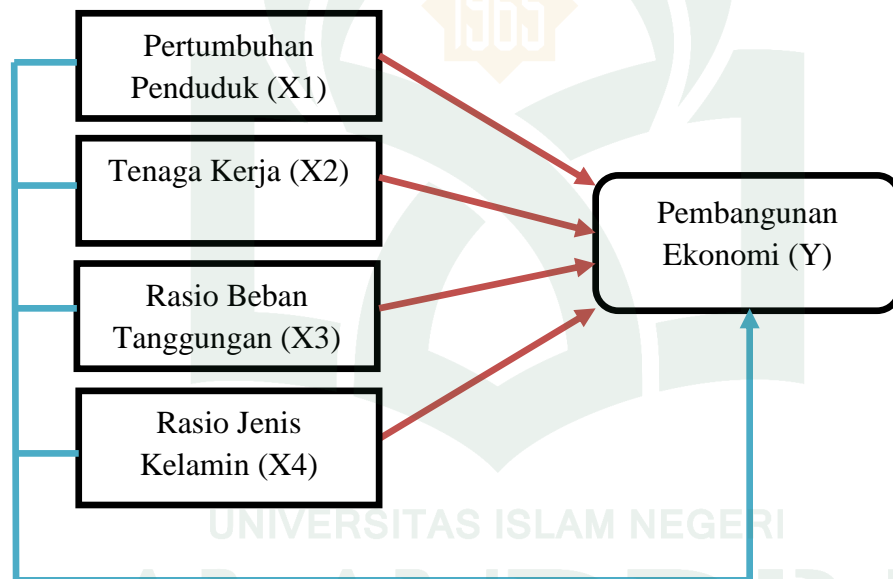 1965
Pertumbuhan
Penduduk (X1)
Tenaga Kerja (X2)
Rasio Beban
Tanggungan (X3)
Rasio Jenis
Kelamin (X4)
Pembangunan
Ekonomi (Y)
UNIVERSITAS ISLAM NEGERI